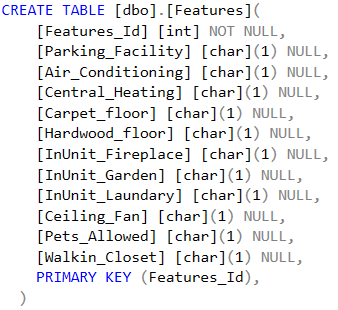 CREATE TABLE [dbo].[Features](
[Features_Id] [int] NOT NULL,
[Parking_Facility] [char](1) NULL,
[Air_Conditioning] [char](1) NULL,
[Central_Heating] [char](1) NULL,
[Carpet_floor] [char](1) NULL,
[Hardwood_floor] [char](1) NULL,
[InUnit_Fireplace] [char](1) NULL,
[InUnit_Garden] [char](1) NULL,
[InUnit_Laundary] [char](1) NULL,
[Ceiling_Fan] [char](1) NULL,
[Pets_Allowed] [char](1) NULL,
[Walkin_Closet] [char](1) NULL,
PRIMARY KEY (Features_Id),
)